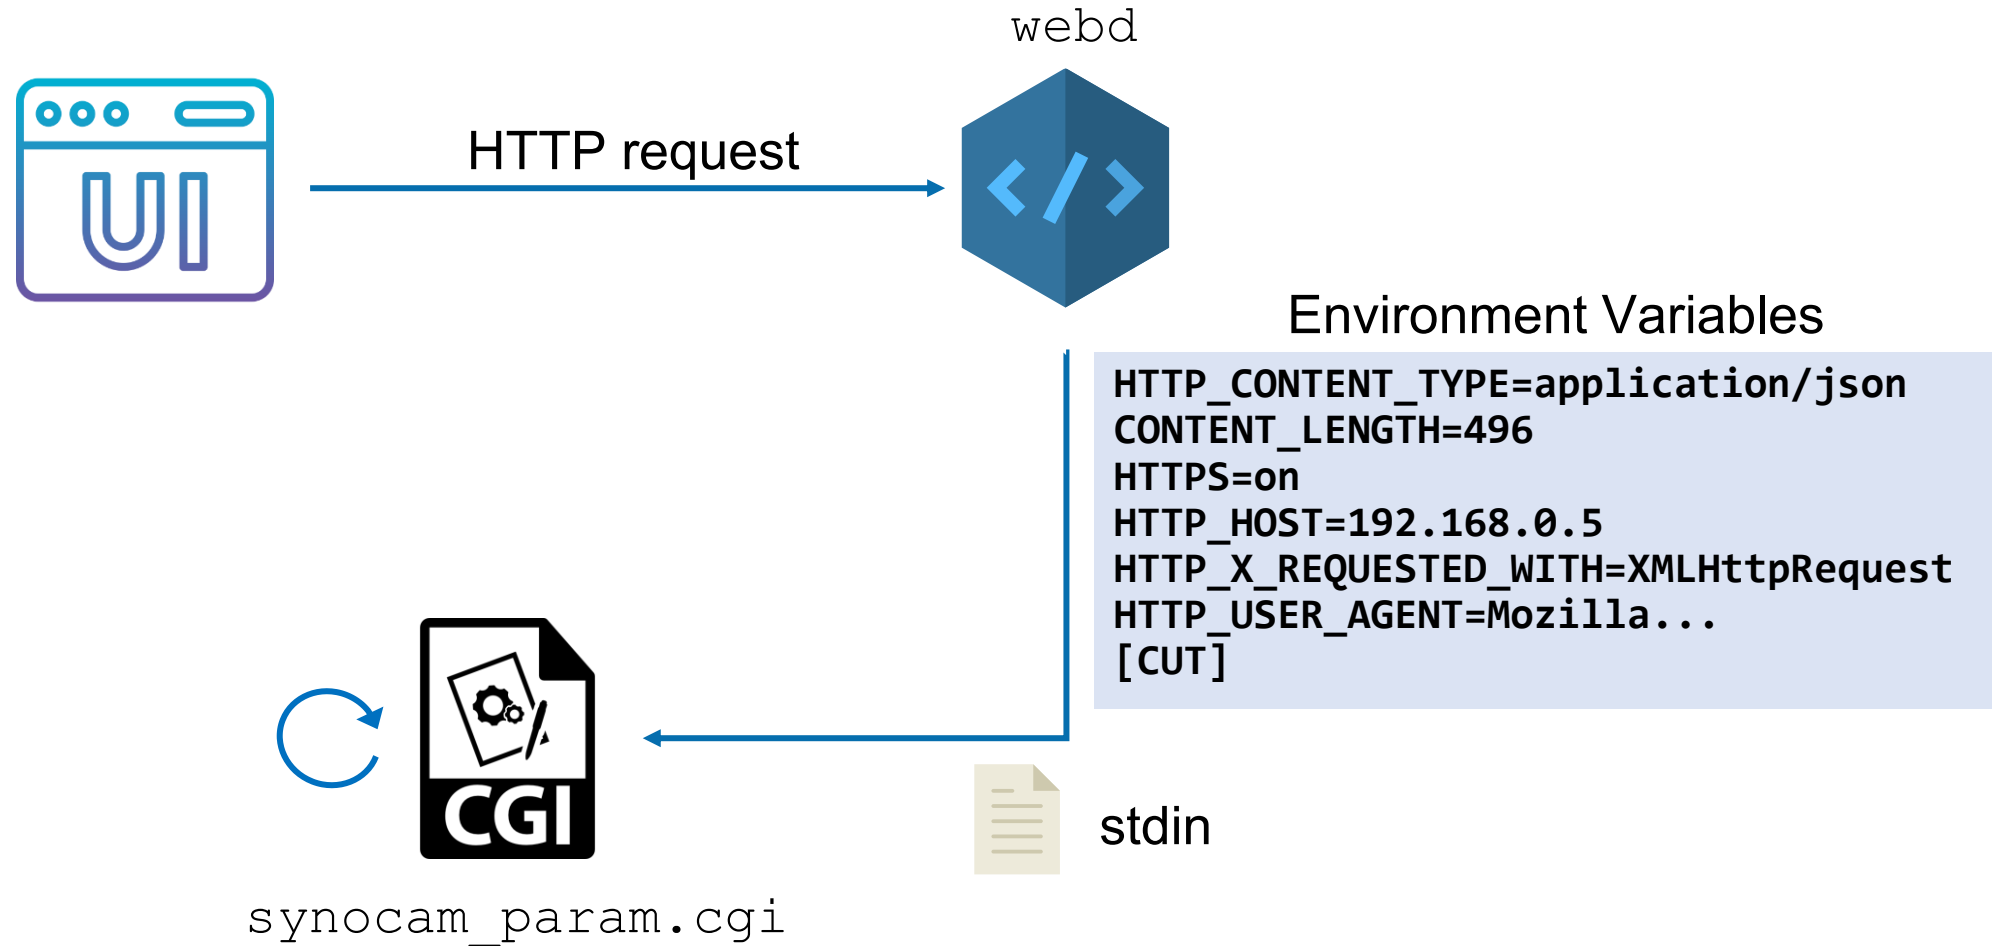 webd
UI
HTTP request
Environment Variables
HTTP_CONTENT_TYPE=application/json
CONTENT_LENGTH=496
HTTPS=on
HTTP_HOST=192.168.0.5
HTTP_X_REQUESTED_WITH=XMLHttpRequest
HTTP_USER_AGENT=Mozilla...
[CUT]
CGI
stdin
synocam_param.cgi